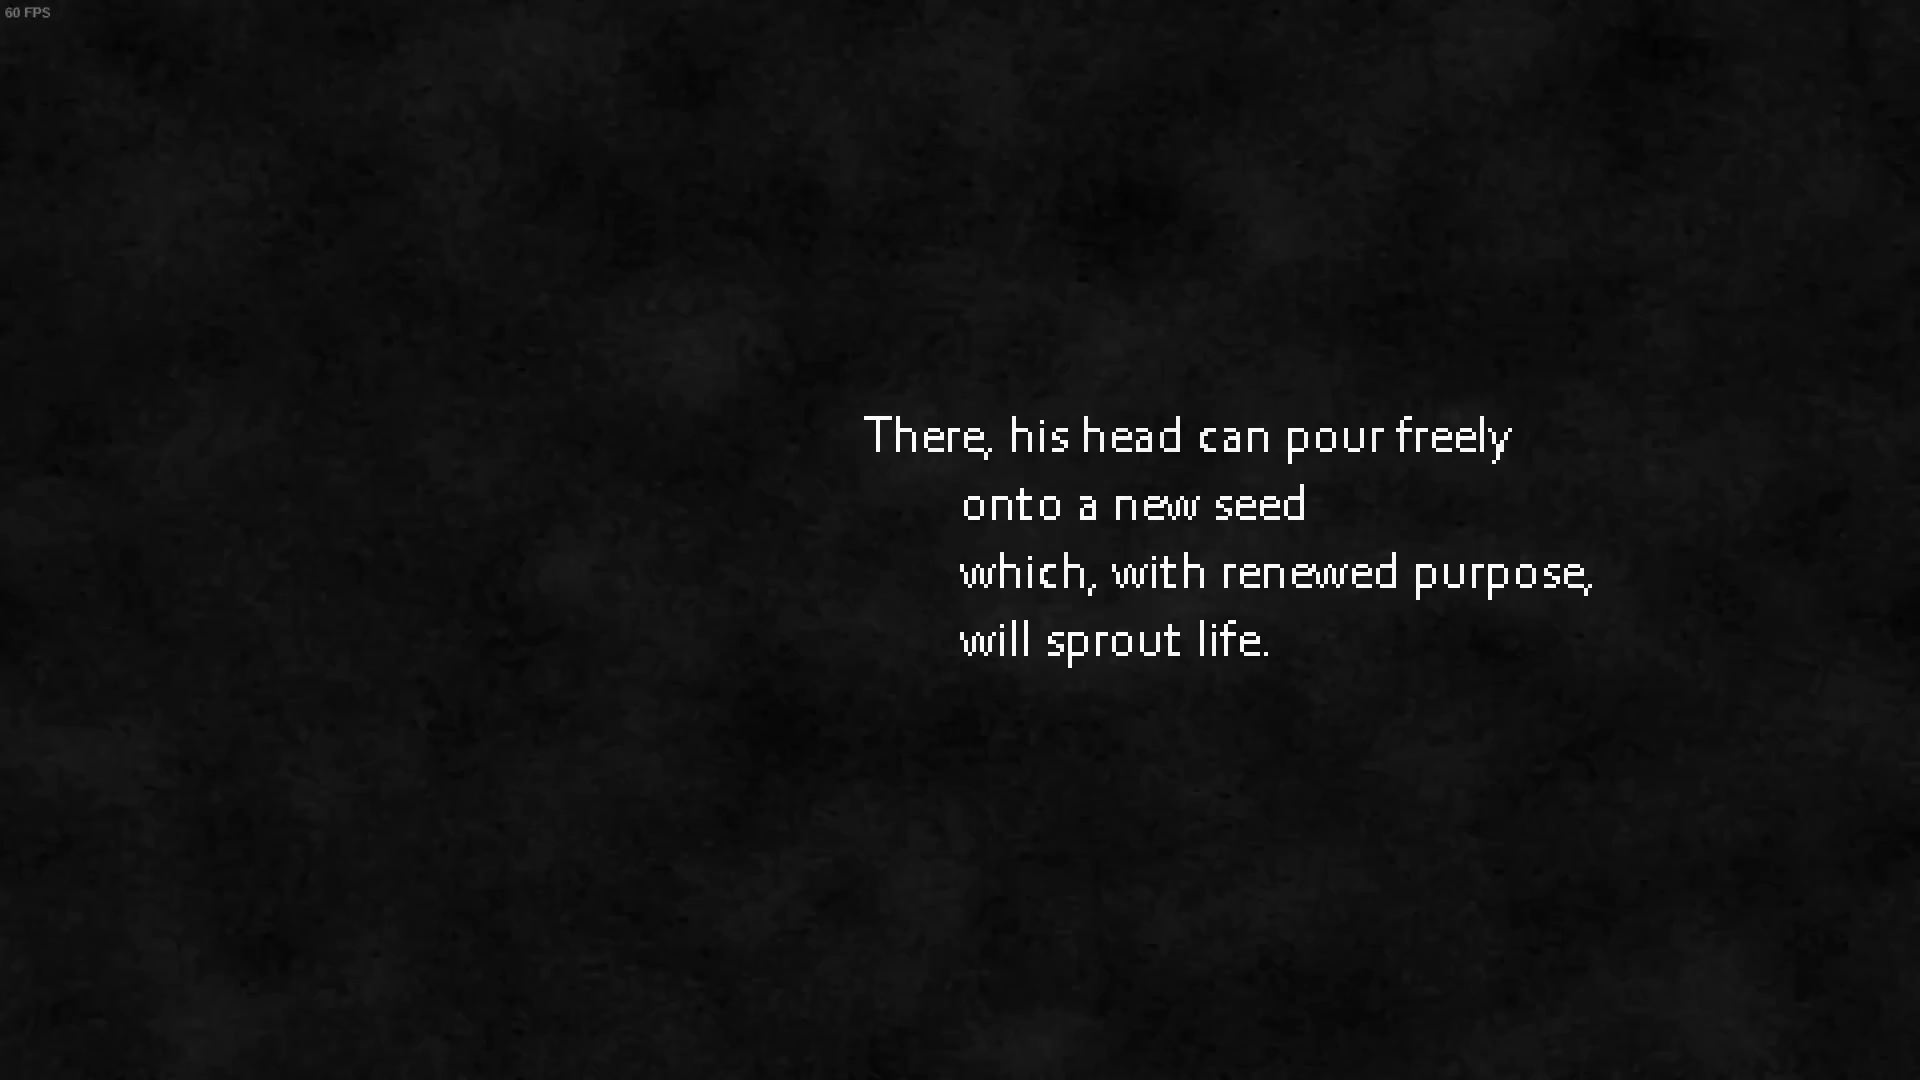 60 FPS
There, his head can pour freely
onto a new seed
which, with renewed purpose,
will sprout life.